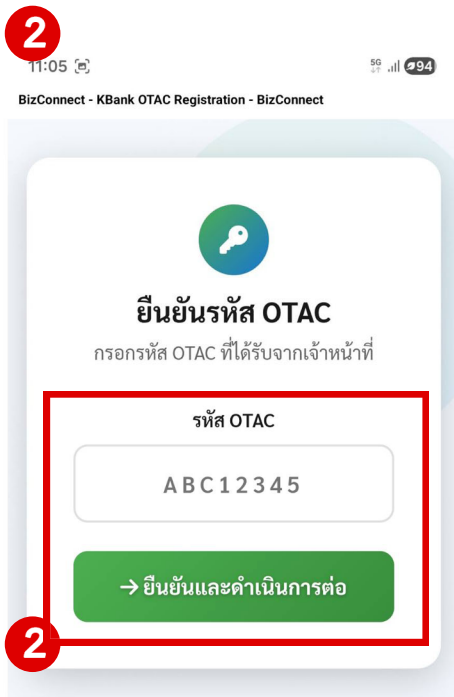 2
11:05
5G
94
BizConnect - KBank OTAC Registration - BizConnect
ยืนยันรหัส OTAC
กรอกรหัส OTAC ที่ได้รับจากเจ้าหน้าที่
รหัส OTAC
ABC12345
→ ยืนยันและดำเนินการต่อ
2